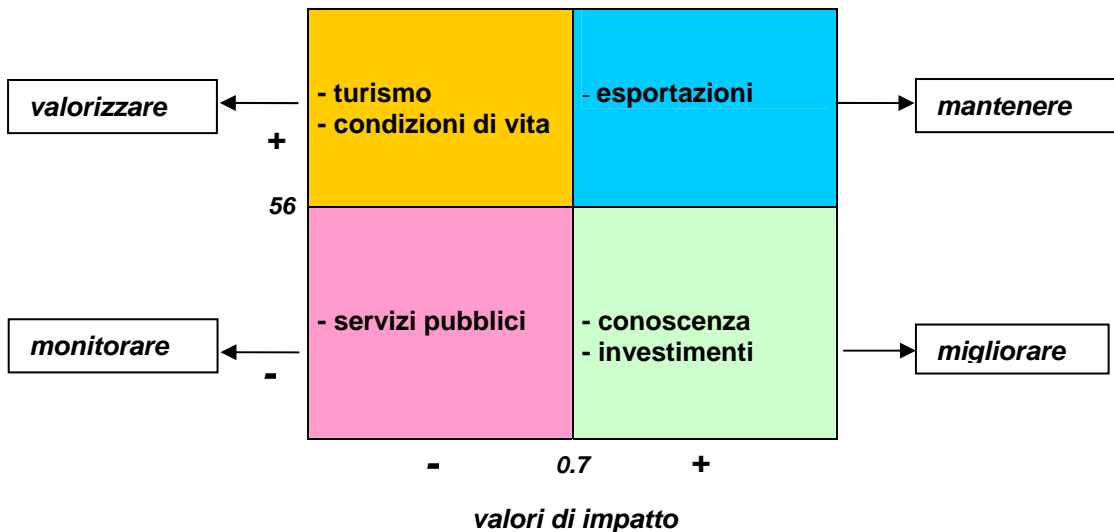 - turismo
- condizioni di vita
- esportazioni
valorizzare
mantenere
+
56
- servizi pubblici
- conoscenza
- investimenti
monitorare
migliorare
-
- 0.7 +
valori di impatto